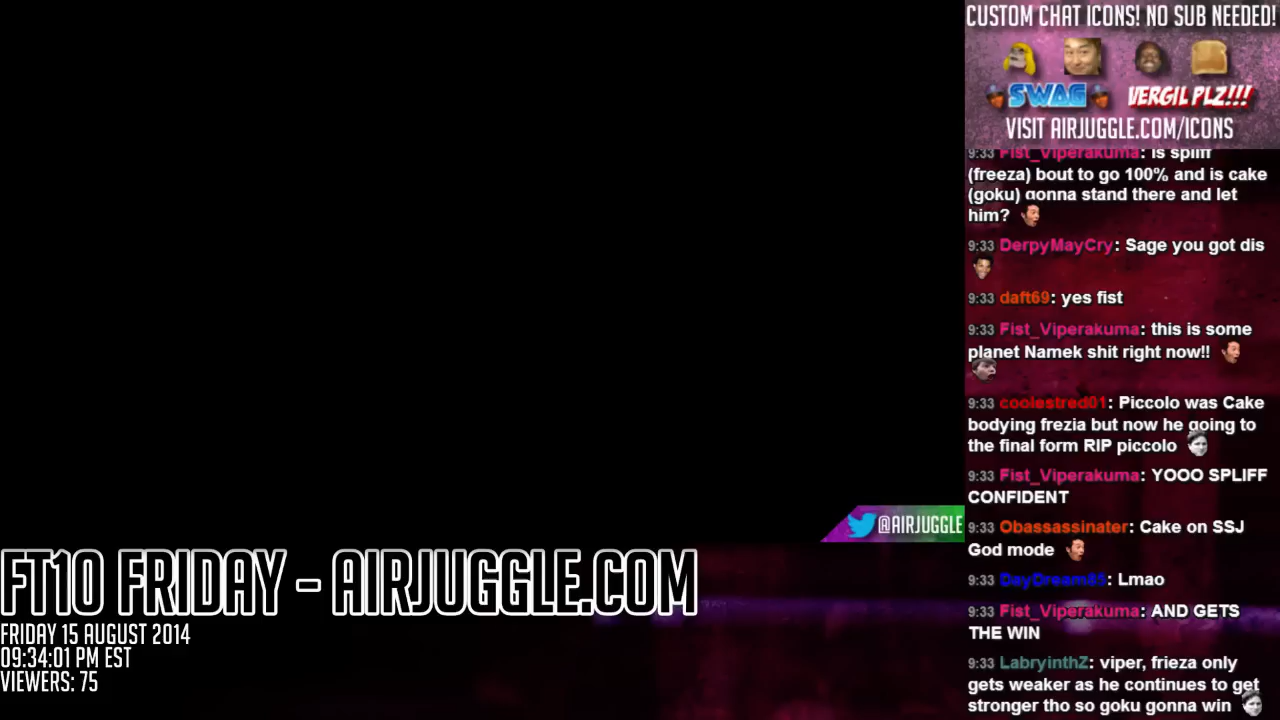 CUSTOM CHAT ICONS! NO SUB NEEDED!
SWAG VERGIL PLZ!!!
VISIT AIRJUGGLE.COM/ICONS
9:33 Fist_Viperakuma: is spliff
(freeza) bout to go 100% and is cake
(goku) gonna stand there and let
him?
9:33 DerpyMayCry: Sage you got dis
9:33 daft69: yes fist
9:33 Fist_Viperakuma: this is some
planet Namek shit right now!!
9:33 coolestred01: Piccolo was Cake
bodying frezia but now he going to
the final form RIP piccolo
9:33 Fist_Viperakuma: YOOO SPLIFF
CONFIDENT
9:33 Obassassinater: Cake on SSJ
God mode
9:33 DayDream85: Lmao
9:33 Fist_Viperakuma: AND GETS
THE WIN
9:33 LabryinthZ: viper, frieza only
gets weaker as he continues to get
stronger tho so goku gonna win
@AIRJUGGLE
FT10 FRIDAY - AIRJUGGLE.COM
FRIDAY 15 AUGUST 2014
09:34:01 PM EST
VIEWERS: 75